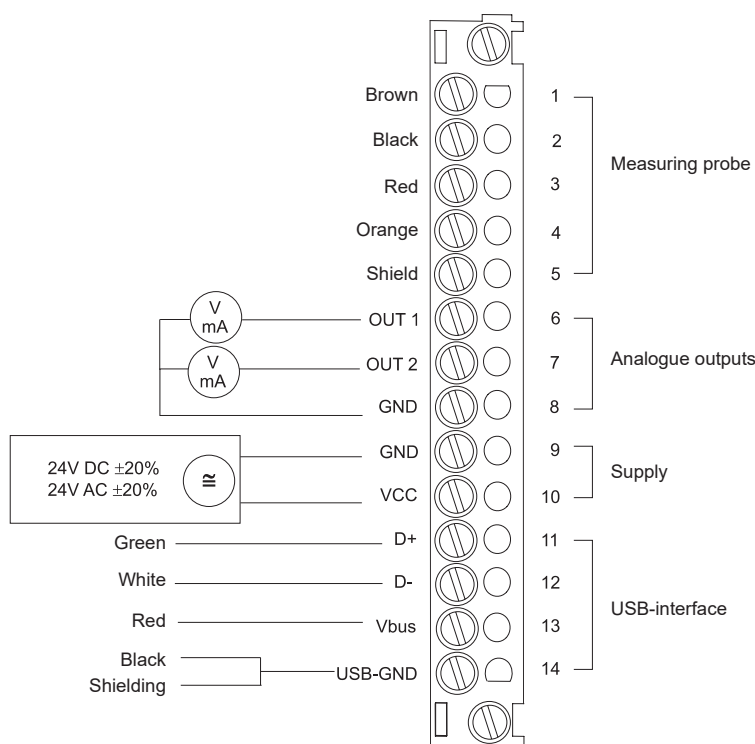 Brown 1
Black 2
Measuring probe
Red 3
Orange 4
Shield 5
V
mA
OUT 1 6
V
mA
OUT 2 7
Analogue outputs
GND 8
24V DC ±20%
24V AC ±20%
≅
GND 9
Supply
VCC 10
Green D+ 11
White D- 12
USB-interface
Red Vbus 13
Black
Shielding
USB-GND 14